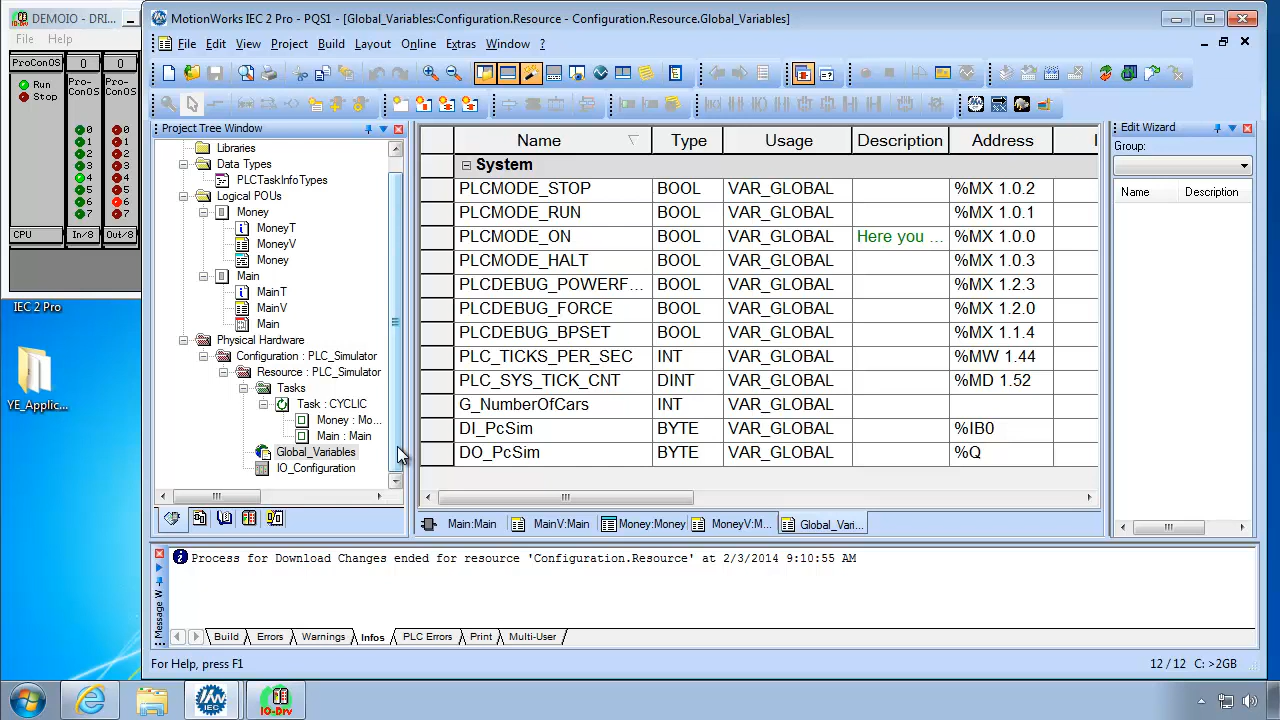 DEMOIO - DRI...
File Help
ProConOS 0 0
Run
Stop
Pro-ConOS
Pro-ConOS
0 0
1 1
2 2
3 3
4 4
5 5
6 6
7 7
CPU In/8 Out/8
IEC 2 Pro
YE_Applic...
MotionWorks IEC 2 Pro - PQS1 - [Global_Variables:Configuration.Resource - Configuration.Resource.Global_Variables]
File Edit View Project Build Layout Online Extras Window ?
Project Tree Window
Libraries
Data Types
PLCTaskInfoTypes
Logical POUs
Money
MoneyT
MoneyV
Money
Main
MainT
MainV
Main
Physical Hardware
Configuration : PLC_Simulator
Resource : PLC_Simulator
Tasks
Task : CYCLIC
Money : Mo...
Main : Main
Global_Variables
IO_Configuration
Name Type Usage Description Address I
System
PLCMODE_STOP BOOL VAR_GLOBAL %MX 1.0.2
PLCMODE_RUN BOOL VAR_GLOBAL %MX 1.0.1
PLCMODE_ON BOOL VAR_GLOBAL Here you ... %MX 1.0.0
PLCMODE_HALT BOOL VAR_GLOBAL %MX 1.0.3
PLCDEBUG_POWERF... BOOL VAR_GLOBAL %MX 1.2.3
PLCDEBUG_FORCE BOOL VAR_GLOBAL %MX 1.2.0
PLCDEBUG_BPSET BOOL VAR_GLOBAL %MX 1.1.4
PLC_TICKS_PER_SEC INT VAR_GLOBAL %MW 1.44
PLC_SYS_TICK_CNT DINT VAR_GLOBAL %MD 1.52
G_NumberOfCars INT VAR_GLOBAL
DI_PcSim BYTE VAR_GLOBAL %IB0
DO_PcSim BYTE VAR_GLOBAL %Q
Main:Main MainV:Main Money:Money MoneyV:M... Global_Vari...
Edit Wizard
Group:
Name Description
Message W...
Process for Download Changes ended for resource 'Configuration.Resource' at 2/3/2014 9:10:55 AM
Build Errors Warnings Infos PLC Errors Print Multi-User
For Help, press F1
12 / 12 C: >2GB
IEC
IO-Drv